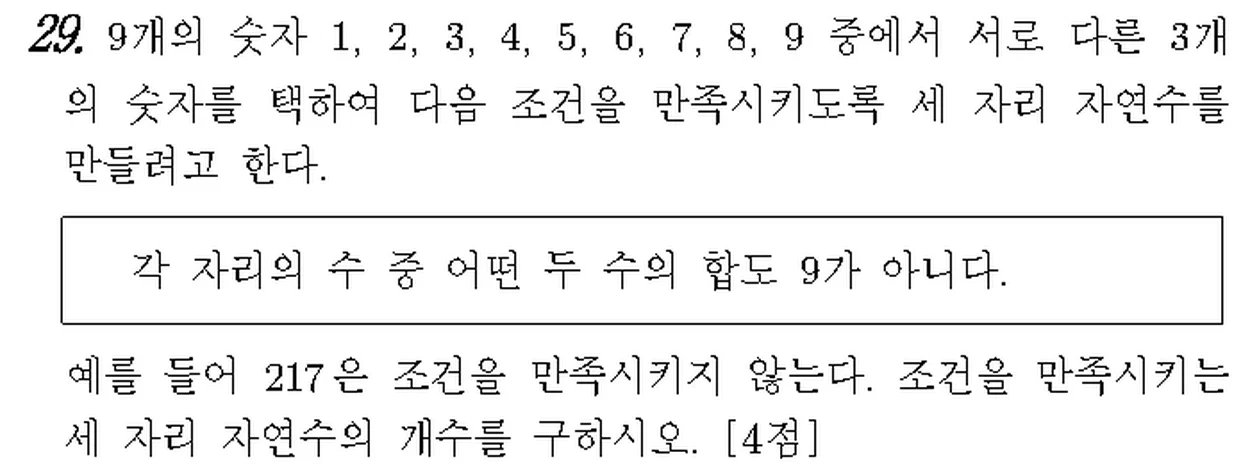 29. 9개의 숫자 1, 2, 3, 4, 5, 6, 7, 8, 9 중에서 서로 다른 3개
의 숫자를 택하여 다음 조건을 만족시키도록 세 자리 자연수를
만들려고 한다.
각 자리의 수 중 어떤 두 수의 합도 9가 아니다.
예를 들어 217은 조건을 만족시키지 않는다. 조건을 만족시키는
세 자리 자연수의 개수를 구하시오. [4점]